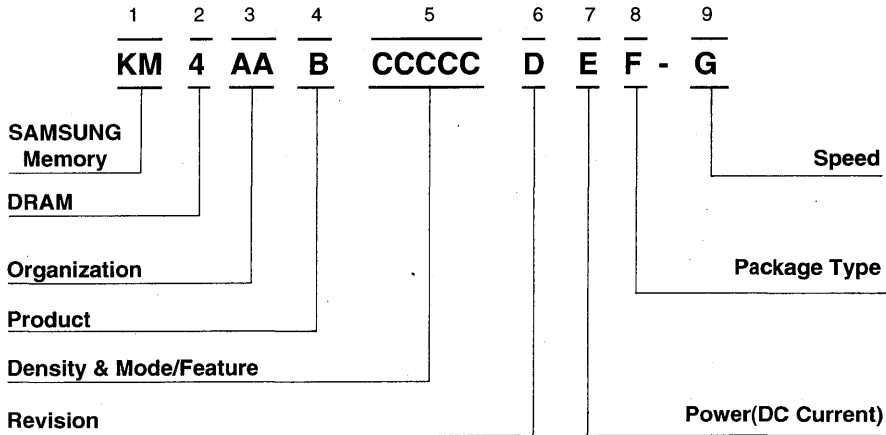 1 2 3 4 5 6 7 8 9
KM 4 AA B CCCCC D E F - G
SAMSUNG
Memory
Speed
DRAM
Organization
Package Type
Product
Density & Mode/Feature
Revision
Power(DC Current)